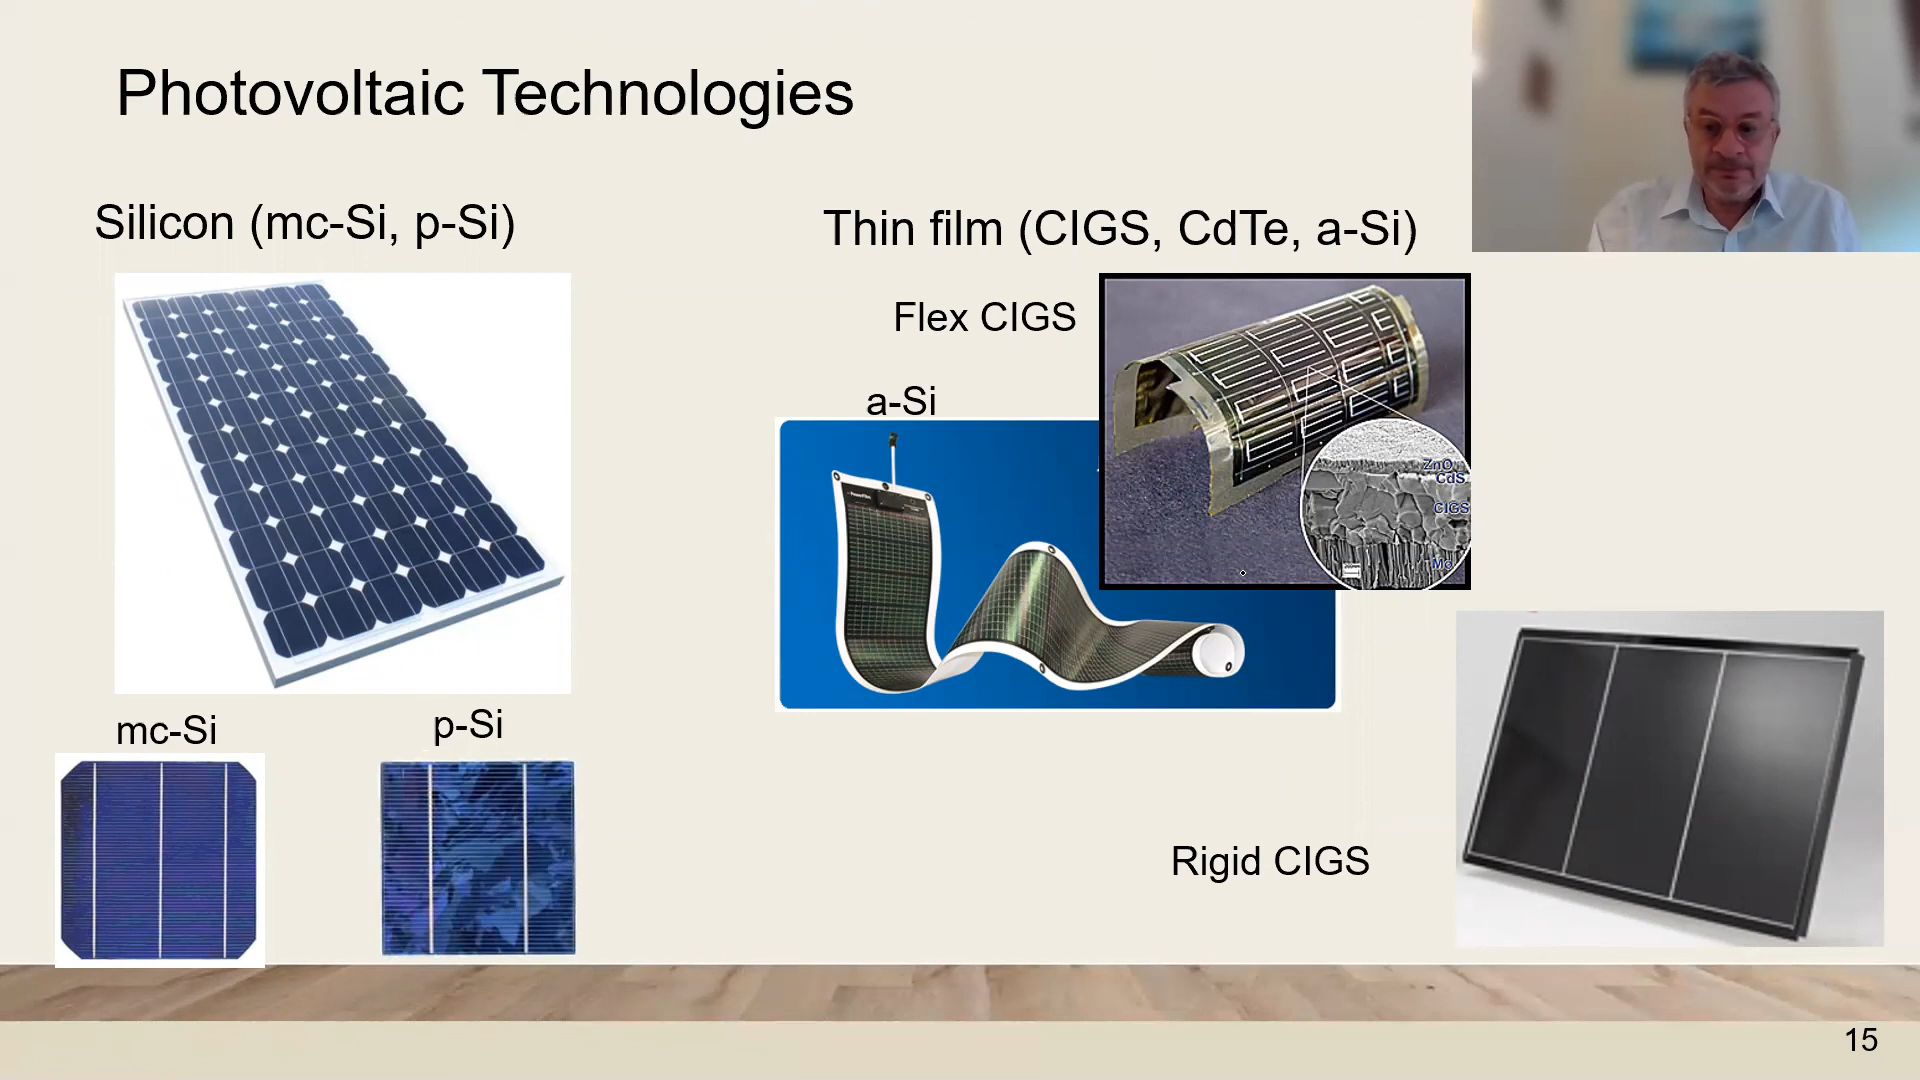 Photovoltaic Technologies
Silicon (mc-Si, p-Si)
Thin film (CIGS, CdTe, a-Si)
Flex CIGS
a-Si
ZnO
CdS
CIGS
Mo
mc-Si
p-Si
Rigid CIGS
15